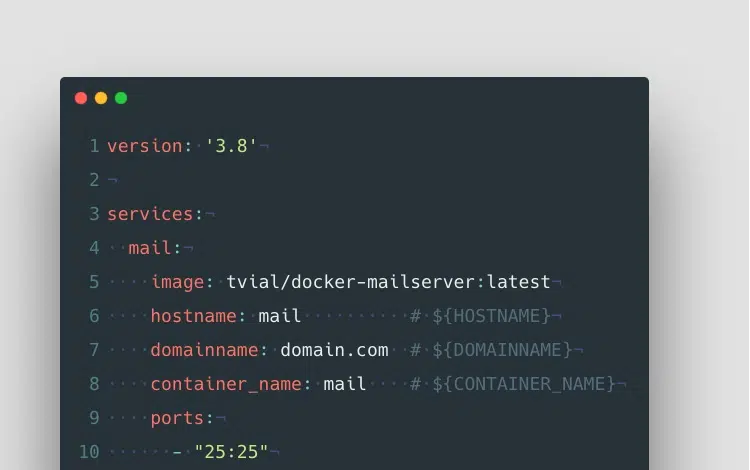 1 version: '3.8'
2
3 services:
4   mail:
5     image: tvial/docker-mailserver:latest
6     hostname: mail          # ${HOSTNAME}
7     domainname: domain.com  # ${DOMAINNAME}
8     container_name: mail    # ${CONTAINER_NAME}
9     ports:
10       - "25:25"